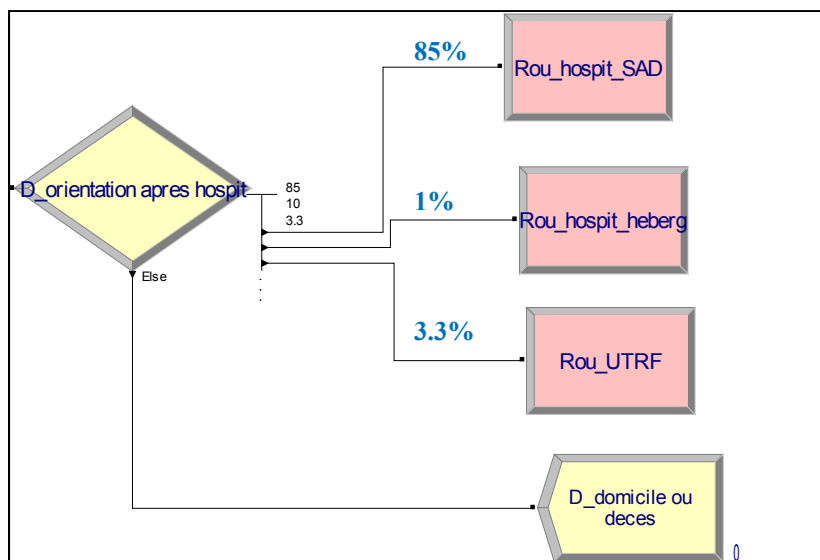 85%
Rou_hospit_SAD
D_orientation apres hospit
85
10
3.3
1%
Rou_hospit_heberg
Else
3.3%
Rou_UTRF
D_domicile ou
deces
0